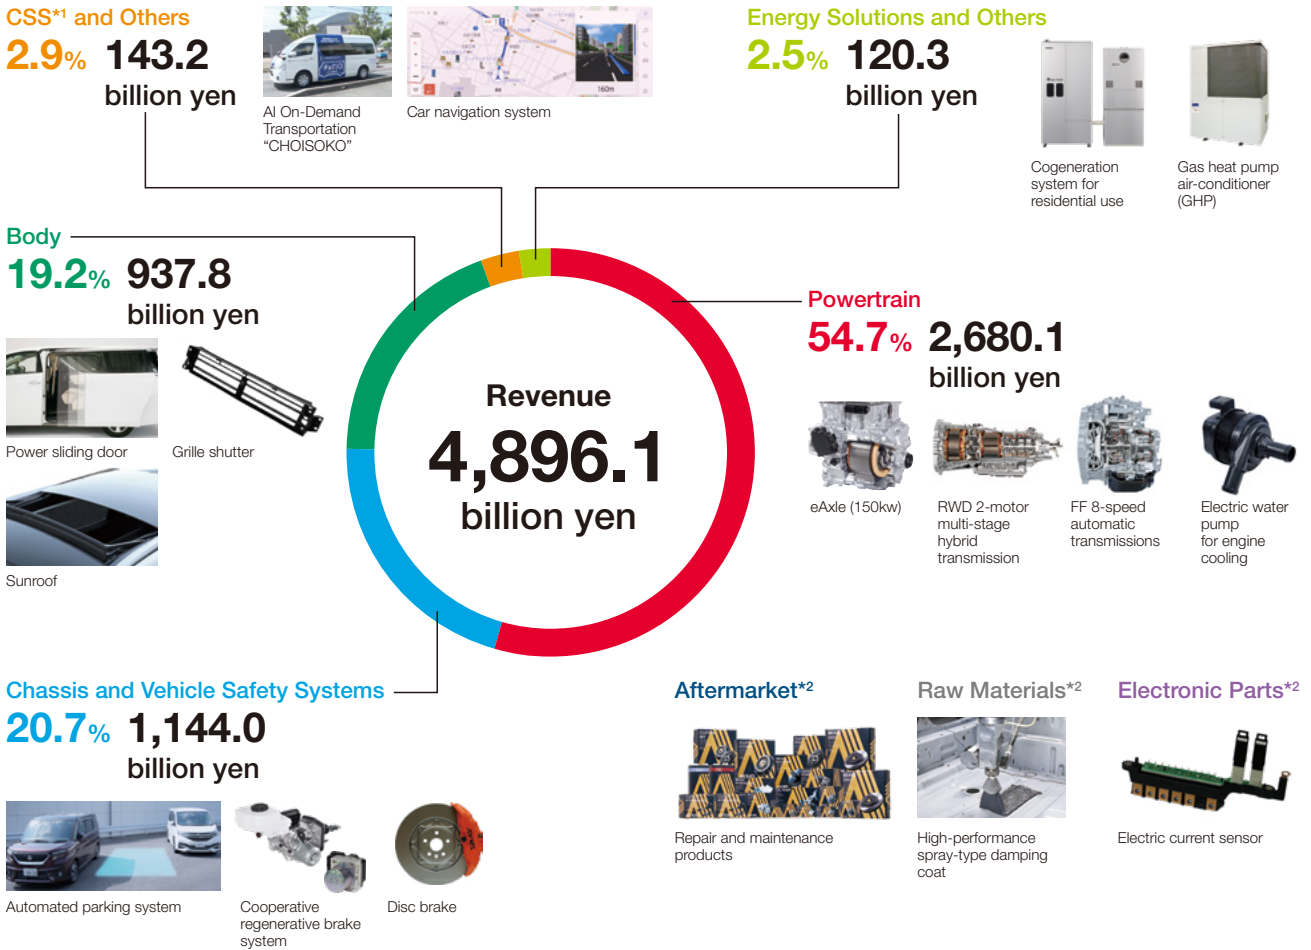 CSS*1 and Others
2.9% 143.2
billion yen
AI On-Demand
Transportation
“CHOISOKO”
Car navigation system
160m
Energy Solutions and Others
2.5% 120.3
billion yen
Cogeneration
system for
residential use
Gas heat pump
air-conditioner
(GHP)
Body
19.2% 937.8
billion yen
Power sliding door
Grille shutter
Sunroof
Revenue
4,896.1
billion yen
Powertrain
54.7% 2,680.1
billion yen
eAxle (150kw)
RWD 2-motor
multi-stage
hybrid
transmission
FF 8-speed
automatic
transmissions
Electric water
pump
for engine
cooling
Chassis and Vehicle Safety Systems
20.7% 1,144.0
billion yen
Automated parking system
Cooperative
regenerative brake
system
Disc brake
Aftermarket*2
Repair and maintenance
products
Raw Materials*2
High-performance
spray-type damping
coat
Electronic Parts*2
Electric current sensor